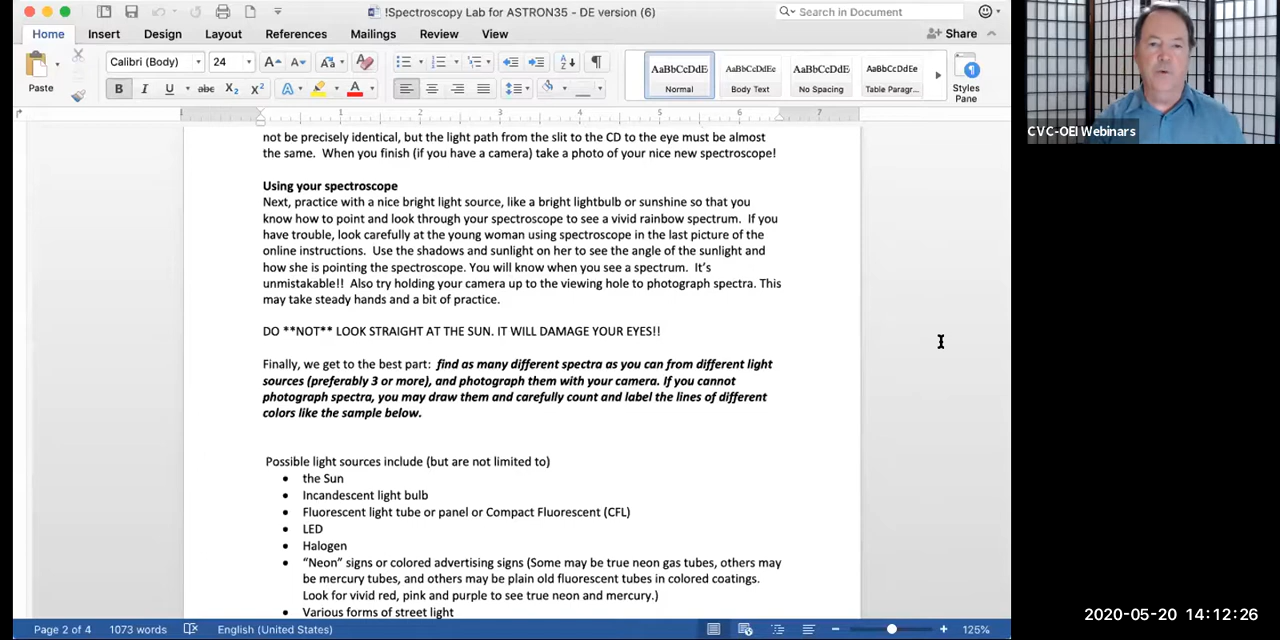 !Spectroscopy Lab for ASTRON35 - DE version (6)
Search in Document
Home Insert Design Layout References Mailings Review View Share
Paste
Calibri (Body) 24
B I U abc X₂ X²
AaBbCcDdE AaBbCcDdEe AaBbCcDdE AaBbCcDdE
Normal Body Text No Spacing Table Paragr...
Styles Pane
1 1 2 3 4 5 6 7
not be precisely identical, but the light path from the slit to the CD to the eye must be almost
the same. When you finish (if you have a camera) take a photo of your nice new spectroscope!
Using your spectroscope
Next, practice with a nice bright light source, like a bright lightbulb or sunshine so that you
know how to point and look through your spectroscope to see a vivid rainbow spectrum. If you
have trouble, look carefully at the young woman using spectroscope in the last picture of the
online instructions. Use the shadows and sunlight on her to see the angle of the sunlight and
how she is pointing the spectroscope. You will know when you see a spectrum. It's
unmistakable!! Also try holding your camera up to the viewing hole to photograph spectra. This
may take steady hands and a bit of practice.
DO **NOT** LOOK STRAIGHT AT THE SUN. IT WILL DAMAGE YOUR EYES!!
Finally, we get to the best part: find as many different spectra as you can from different light
sources (preferably 3 or more), and photograph them with your camera. If you cannot
photograph spectra, you may draw them and carefully count and label the lines of different
colors like the sample below.
Possible light sources include (but are not limited to)
• the Sun
• Incandescent light bulb
• Fluorescent light tube or panel or Compact Fluorescent (CFL)
• LED
• Halogen
• “Neon” signs or colored advertising signs (Some may be true neon gas tubes, others may
be mercury tubes, and others may be plain old fluorescent tubes in colored coatings.
Look for vivid red, pink and purple to see true neon and mercury.)
• Various forms of street light
Page 2 of 4 1073 words English (United States) 125%
CVC-OEI Webinars
2020-05-20 14:12:26